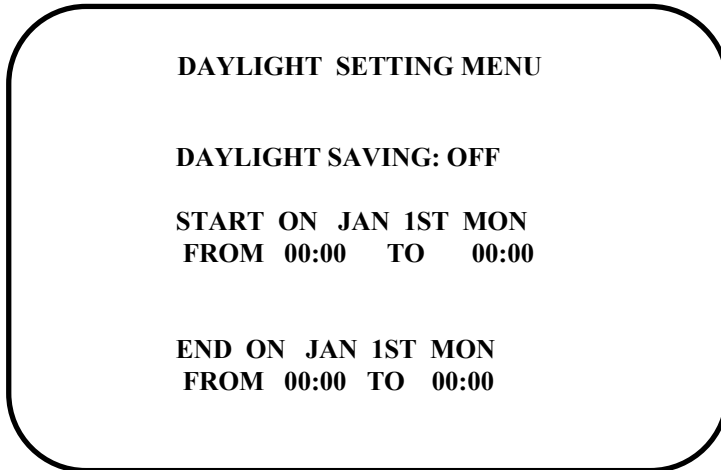 DAYLIGHT SETTING MENU
DAYLIGHT SAVING: OFF
START ON JAN 1ST MON
FROM 00:00 TO 00:00
END ON JAN 1ST MON
FROM 00:00 TO 00:00